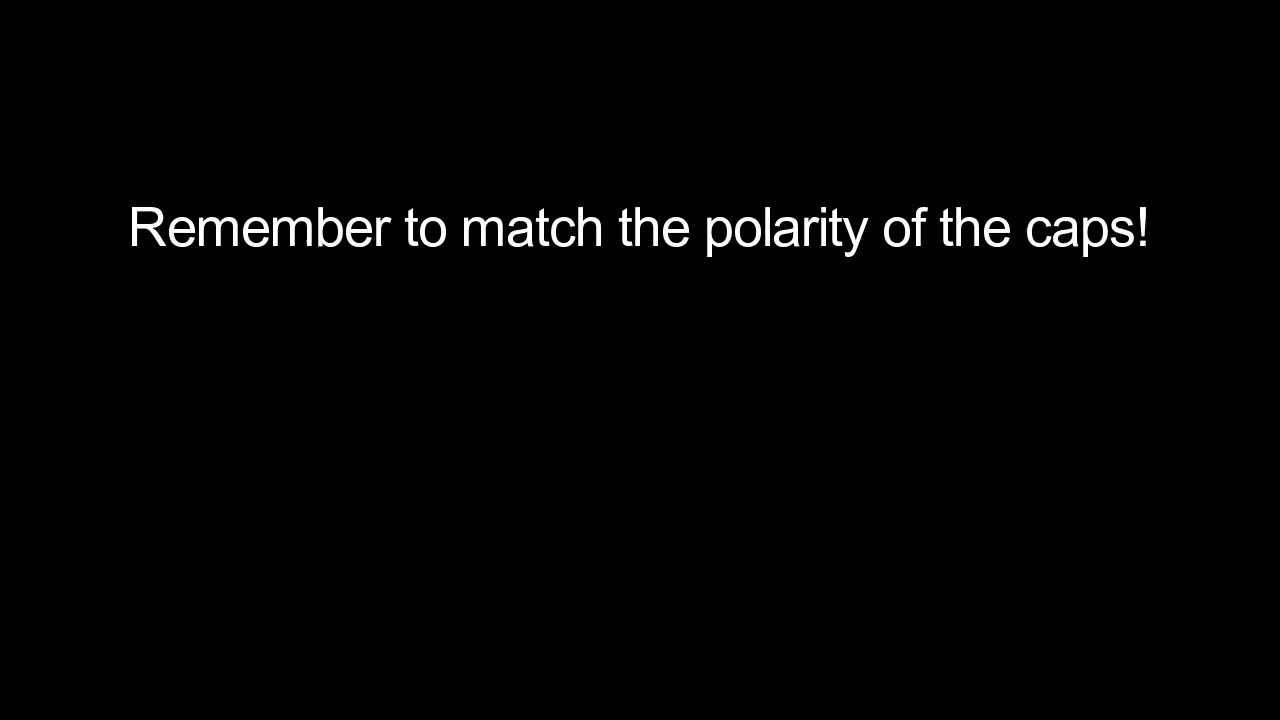 Remember to match the polarity of the caps!